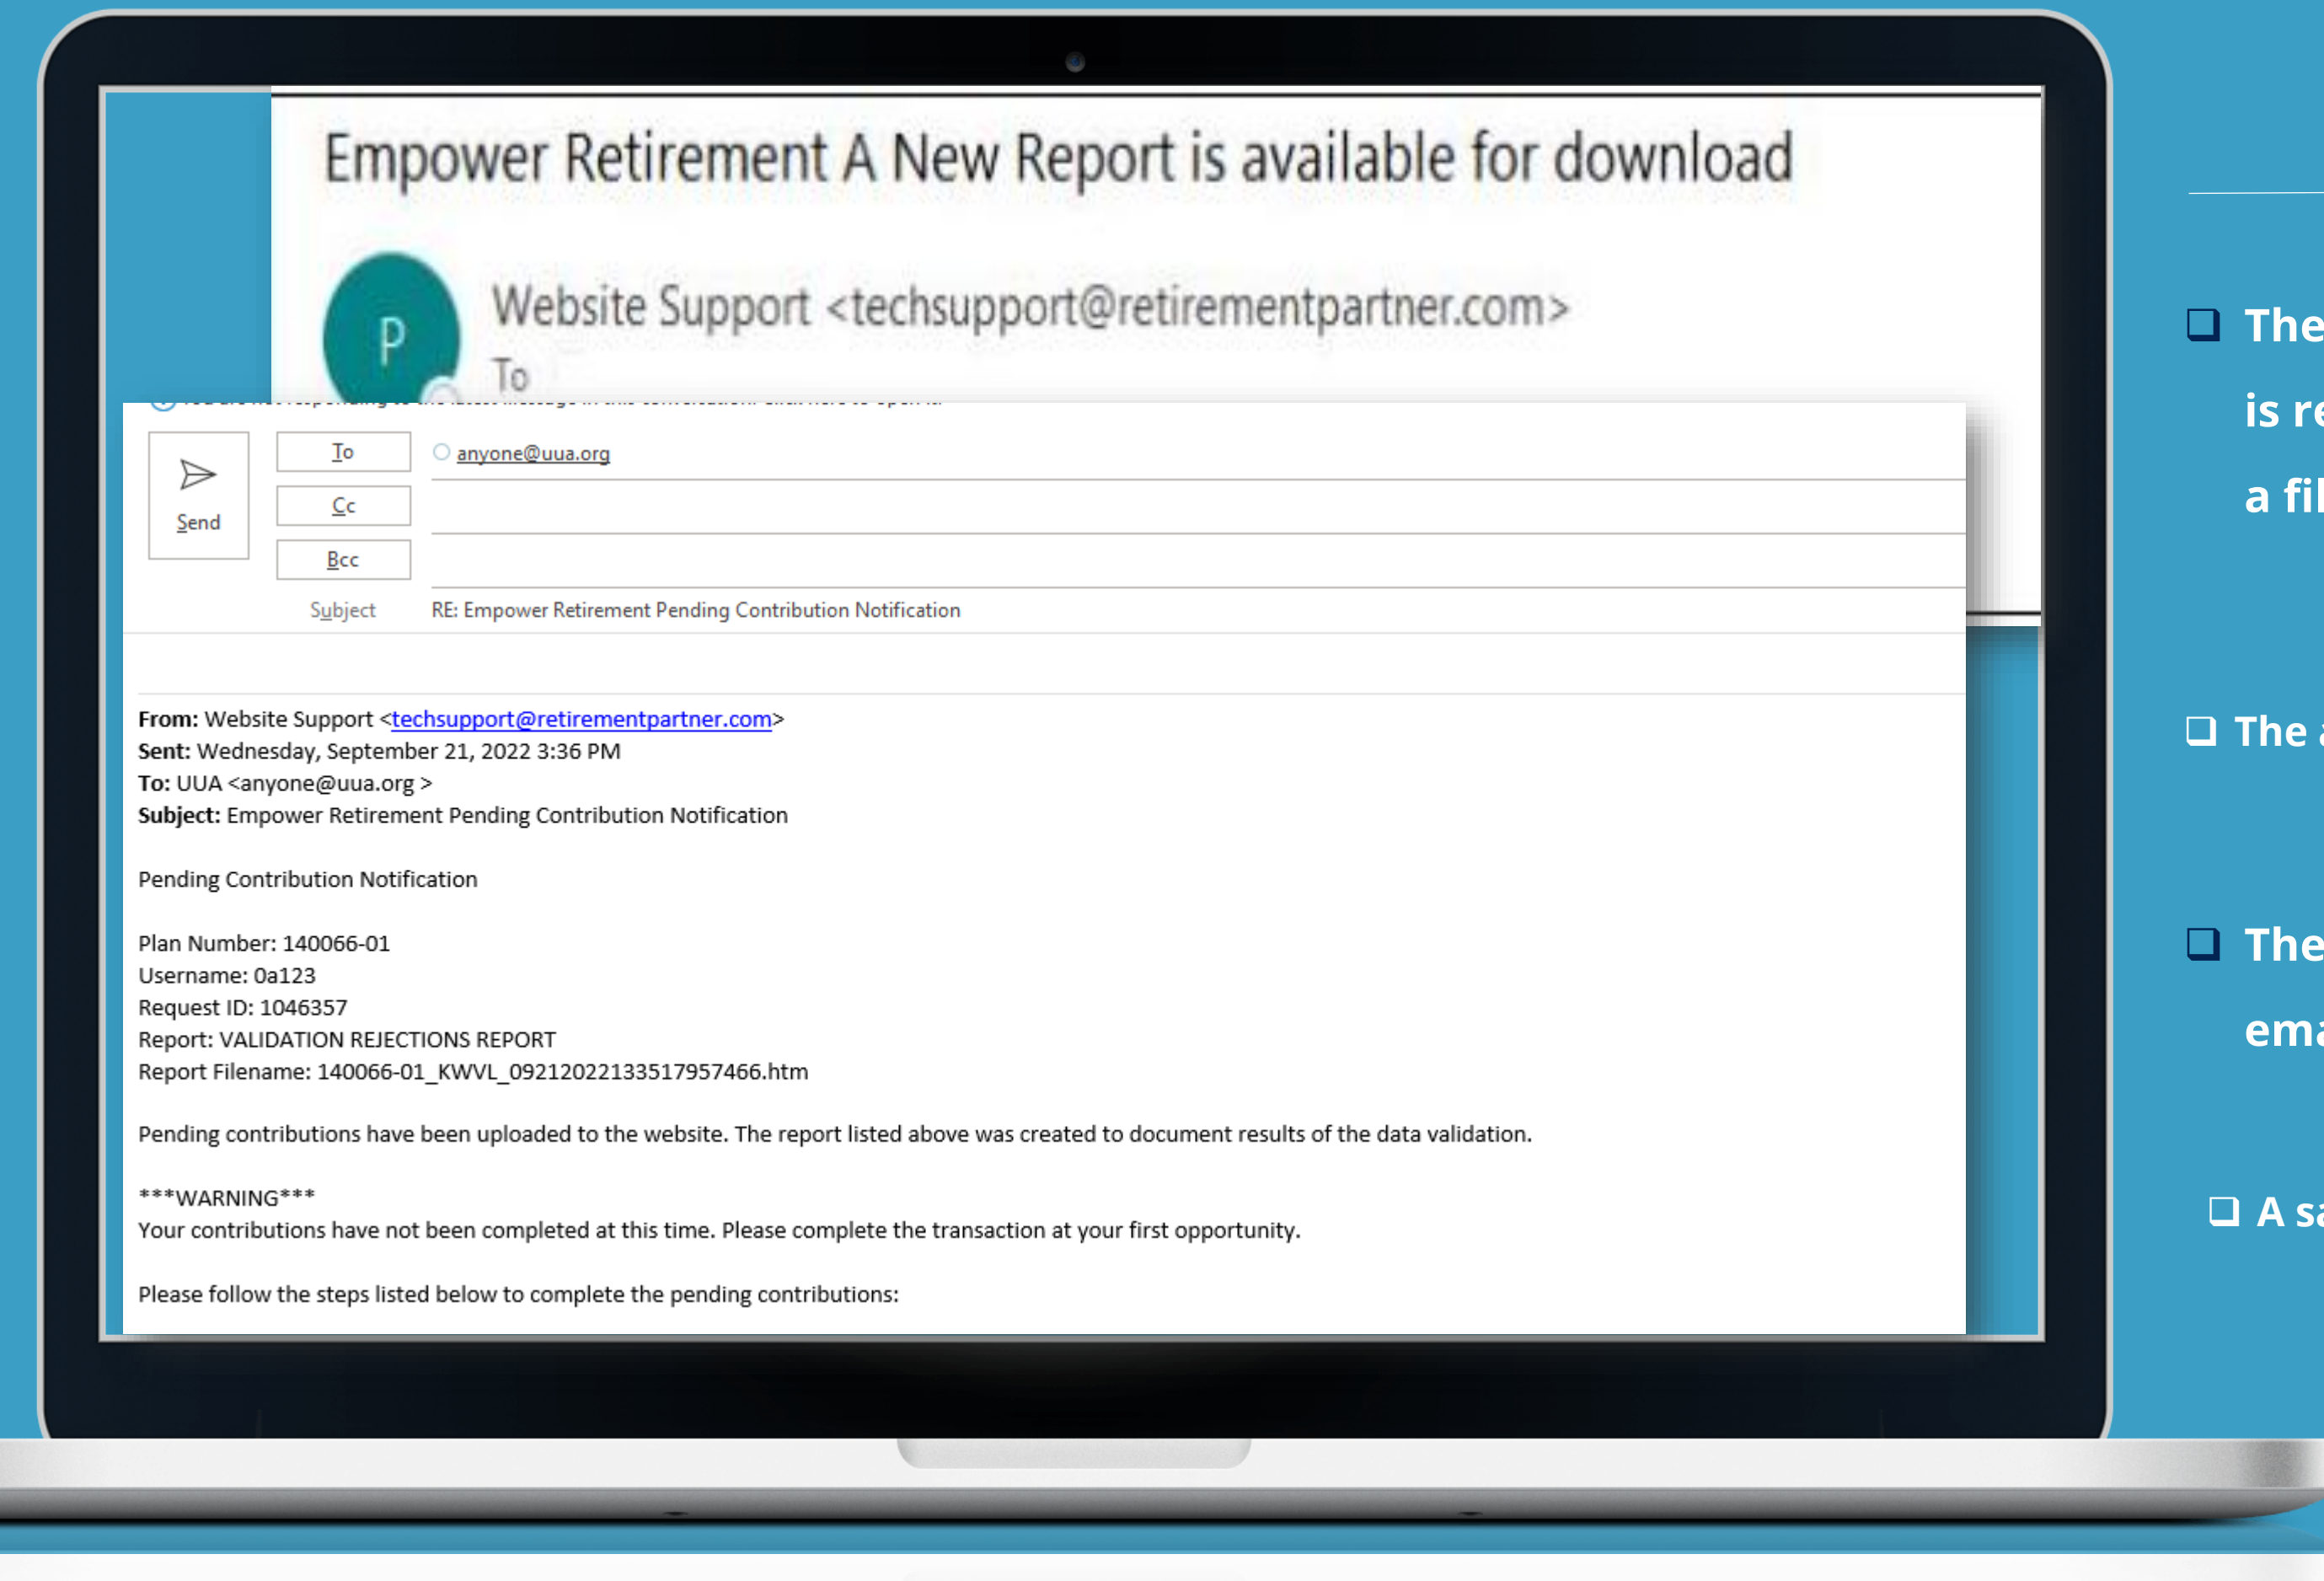 Empower Retirement A New Report is available for download
P
Website Support <techsupport@retirementpartner.com>
To
To
anyone@uua.org
Send
Cc
Bcc
Subject
RE: Empower Retirement Pending Contribution Notification
From: Website Support <techsupport@retirementpartner.com>
Sent: Wednesday, September 21, 2022 3:36 PM
To: UUA <anyone@uua.org >
Subject: Empower Retirement Pending Contribution Notification
Pending Contribution Notification
Plan Number: 140066-01
Username: 0a123
Request ID: 1046357
Report: VALIDATION REJECTIONS REPORT
Report Filename: 140066-01_KWVL_09212022133517957466.htm
Pending contributions have been uploaded to the website. The report listed above was created to document results of the data validation.
***WARNING***
Your contributions have not been completed at this time. Please complete the transaction at your first opportunity.
Please follow the steps listed below to complete the pending contributions:
The
is
a
The
The
A